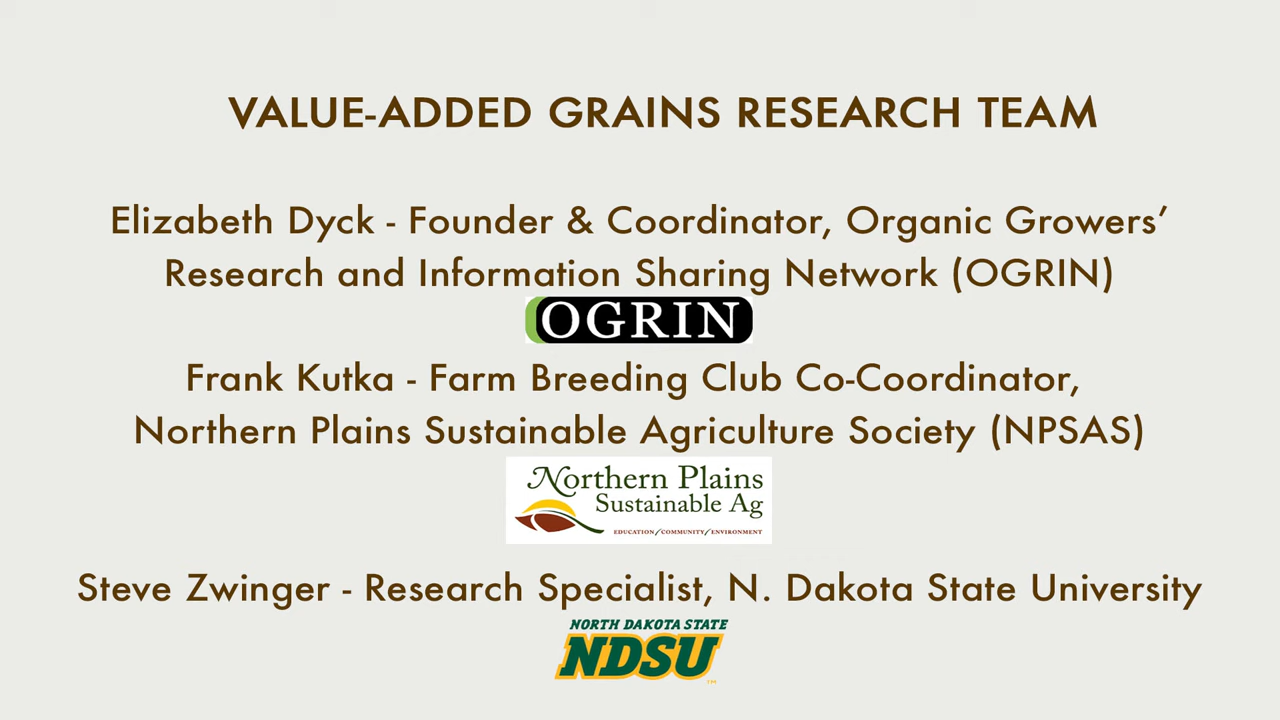 VALUE-ADDED GRAINS RESEARCH TEAM
Elizabeth Dyck - Founder & Coordinator, Organic Growers’
Research and Information Sharing Network (OGRIN)
OGRIN
Frank Kutka - Farm Breeding Club Co-Coordinator,
Northern Plains Sustainable Agriculture Society (NPSAS)
Northern Plains
Sustainable Ag
EDUCATION/COMMUNITY/ENVIRONMENT
Steve Zwinger - Research Specialist, N. Dakota State University
NORTH DAKOTA STATE
NDSU
TM